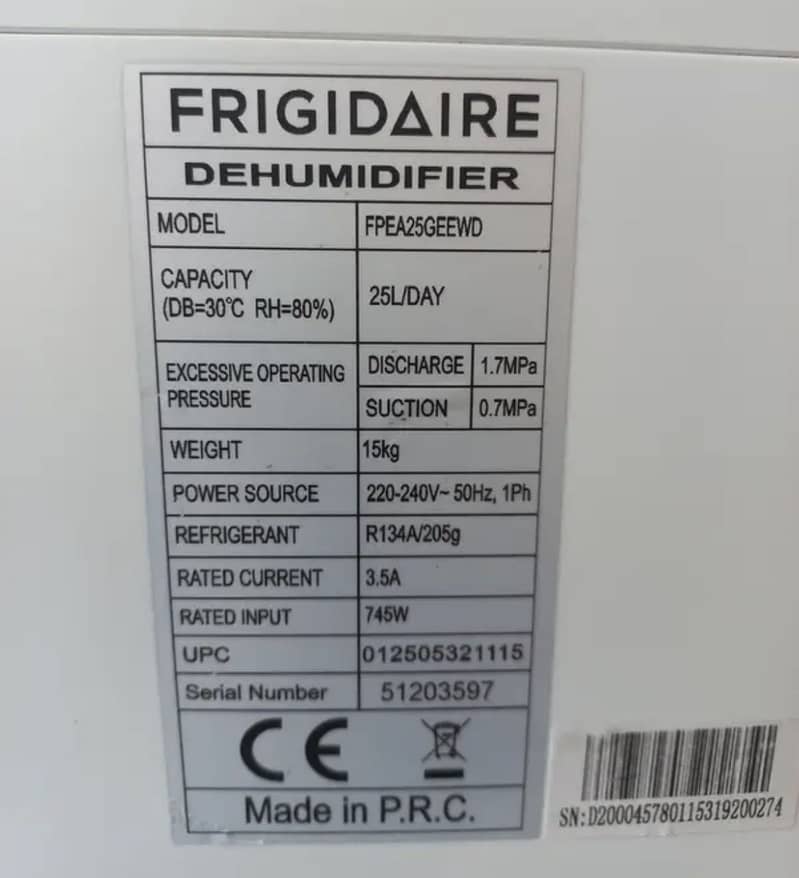 FRIGIDAIRE
DEHUMIDIFIER
MODEL FPEA25GEEWD
CAPACITY
(DB=30℃ RH=80%) 25L/DAY
EXCESSIVE OPERATING PRESSURE DISCHARGE 1.7MPa
SUCTION 0.7MPa
WEIGHT 15kg
POWER SOURCE 220-240V~ 50Hz, 1Ph
REFRIGERANT R134A/205g
RATED CURRENT 3.5A
RATED INPUT 745W
UPC 012505321115
Serial Number 51203597
CE
Made in P.R.C.
SN:D200045780115319200274